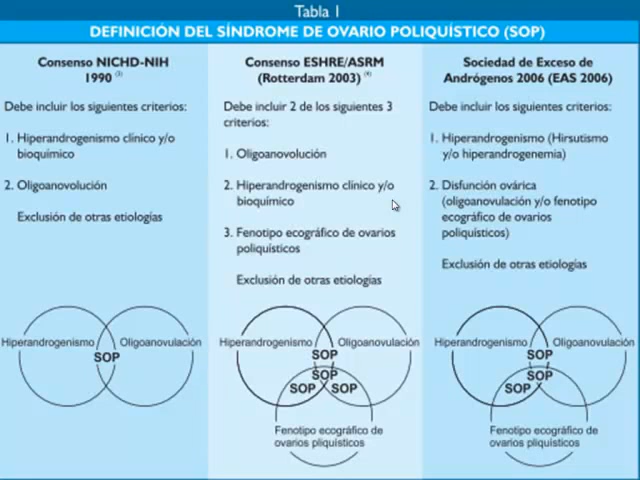 Tabla 1
DEFINICIÓN DEL SÍNDROME DE OVARIO POLIQUÍSTICO (SOP)
Consenso NICHD-NIH
1990 (3)
Debe incluir los siguientes criterios:
1. Hiperandrogenismo clínico y/o
bioquímico
2. Oligoanovolución
Exclusión de otras etiologías
Hiperandrogenismo
Oligoanovulación
SOP
Consenso ESHRE/ASRM
(Rotterdam 2003) (4)
Debe incluir 2 de los siguientes 3
criterios:
1. Oligoanovolución
2. Hiperandrogenismo clínico y/o
bioquímico
3. Fenotipo ecográfico de ovarios
poliquísticos
Exclusión de otras etiologías
Hiperandrogenismo
Oligoanovulación
SOP
SOP
SOP SOP
Fenotipo ecográfico de
ovarios pliquísticos
Sociedad de Exceso de
Andrógenos 2006 (EAS 2006)
Debe incluir los siguientes criterios:
1. Hiperandrogenismo (Hirsutismo
y/o hiperandrogenemia)
2. Disfunción ovárica
(oligoanovulación y/o fenotipo
ecográfico de ovarios
poliquísticos)
Exclusión de otras etiologías
Hiperandrogenismo
Oligoanovulación
SOP
SOP
SOP
Fenotipo ecográfico de
ovarios pliquísticos